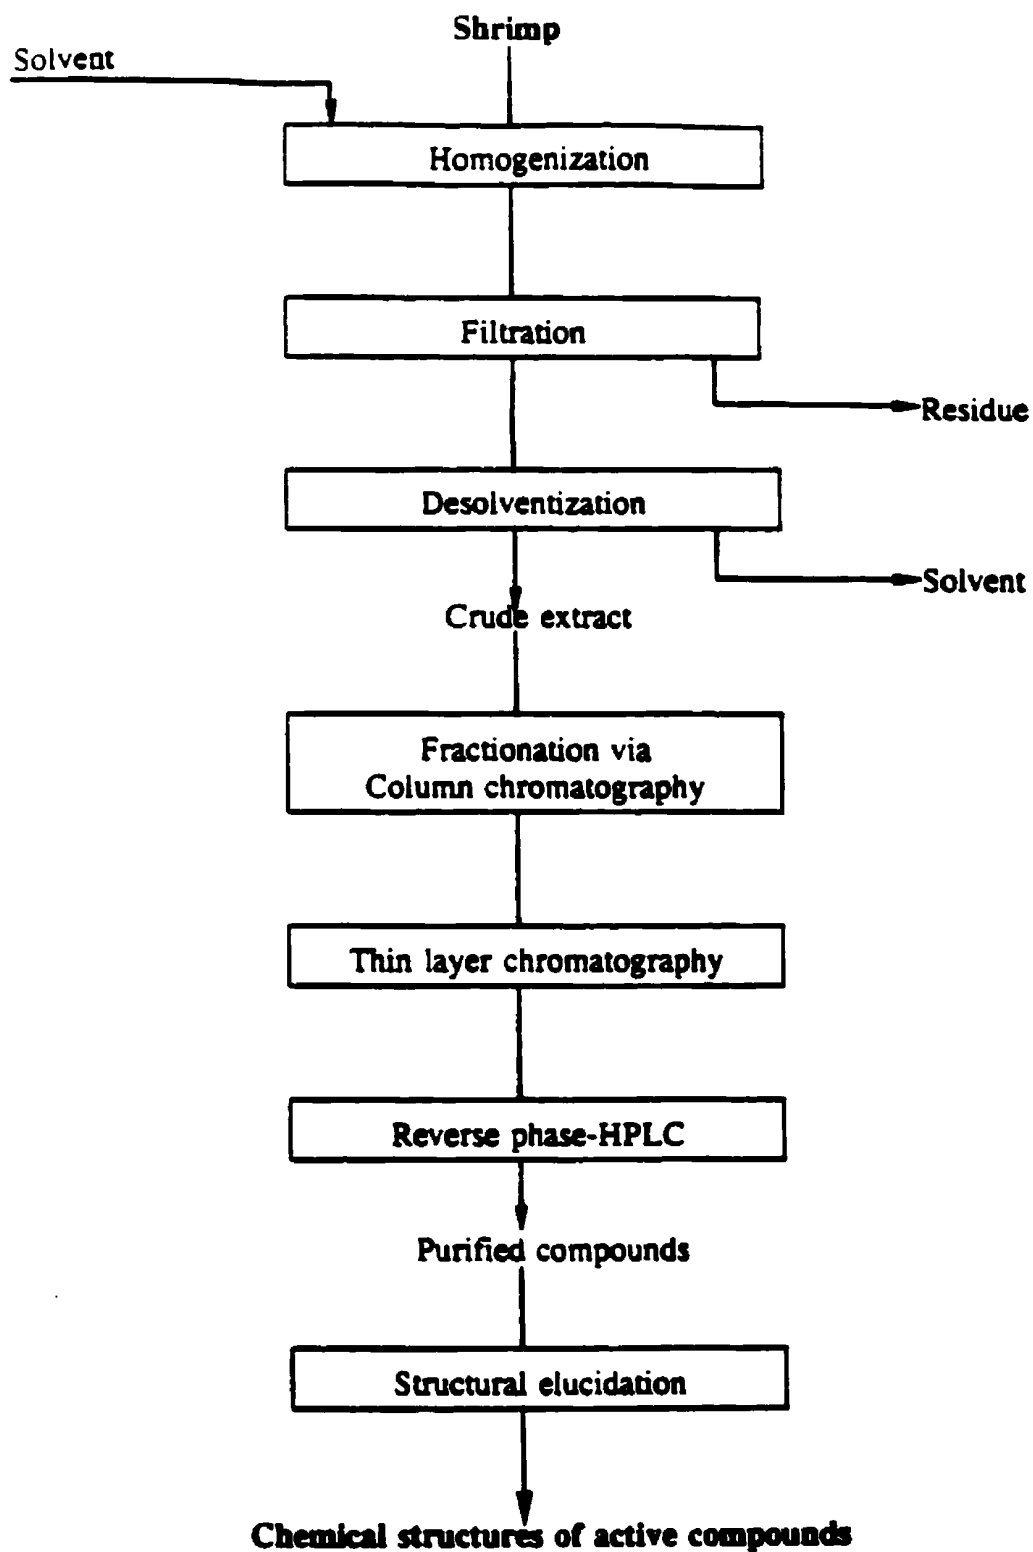 Shrimp
Solvent
Homogenization
Filtration
Residue
Desolventization
Solvent
Crude extract
Fractionation via
Column chromatography
Thin layer chromatography
Reverse phase-HPLC
Purified compounds
Structural elucidation
Chemical structures of active compounds